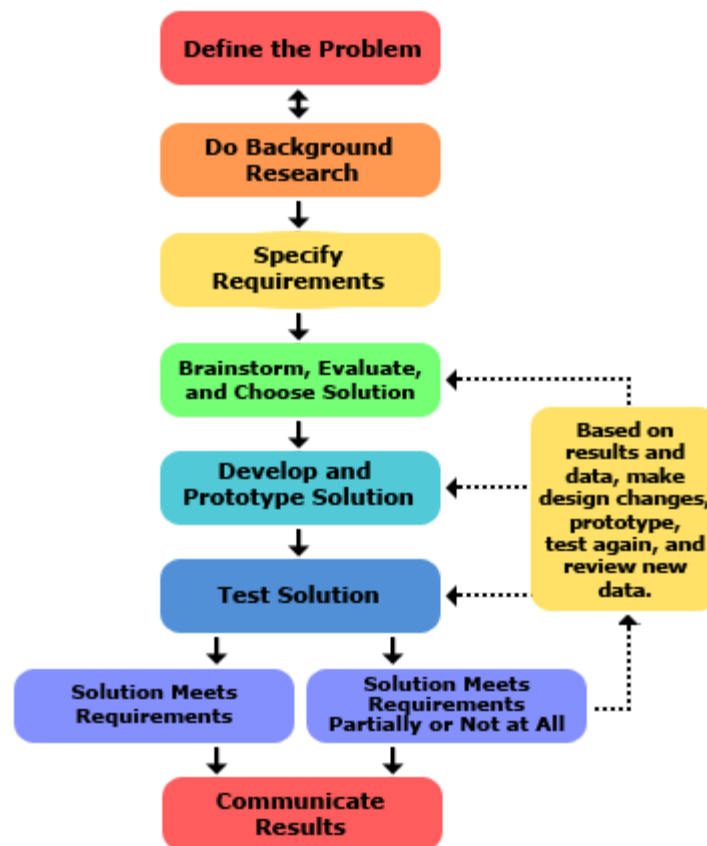 Define the Problem
Do Background
Research
Specify
Requirements
Brainstorm, Evaluate,
and Choose Solution
Develop and
Prototype Solution
Test Solution
Based on
results and
data, make
design changes,
prototype,
test again, and
review new
data.
Solution Meets
Requirements
Solution Meets
Requirements
Partially or Not at All
Communicate
Results